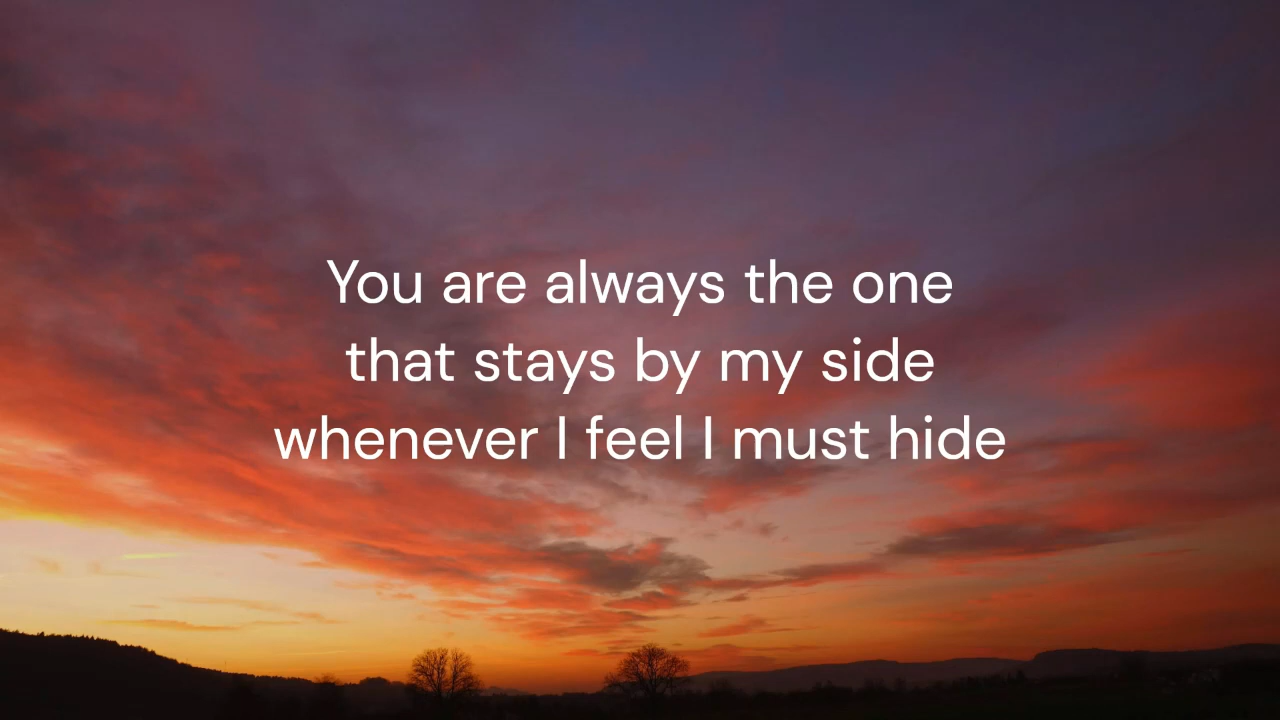 You are always the one
that stays by my side
whenever I feel I must hide